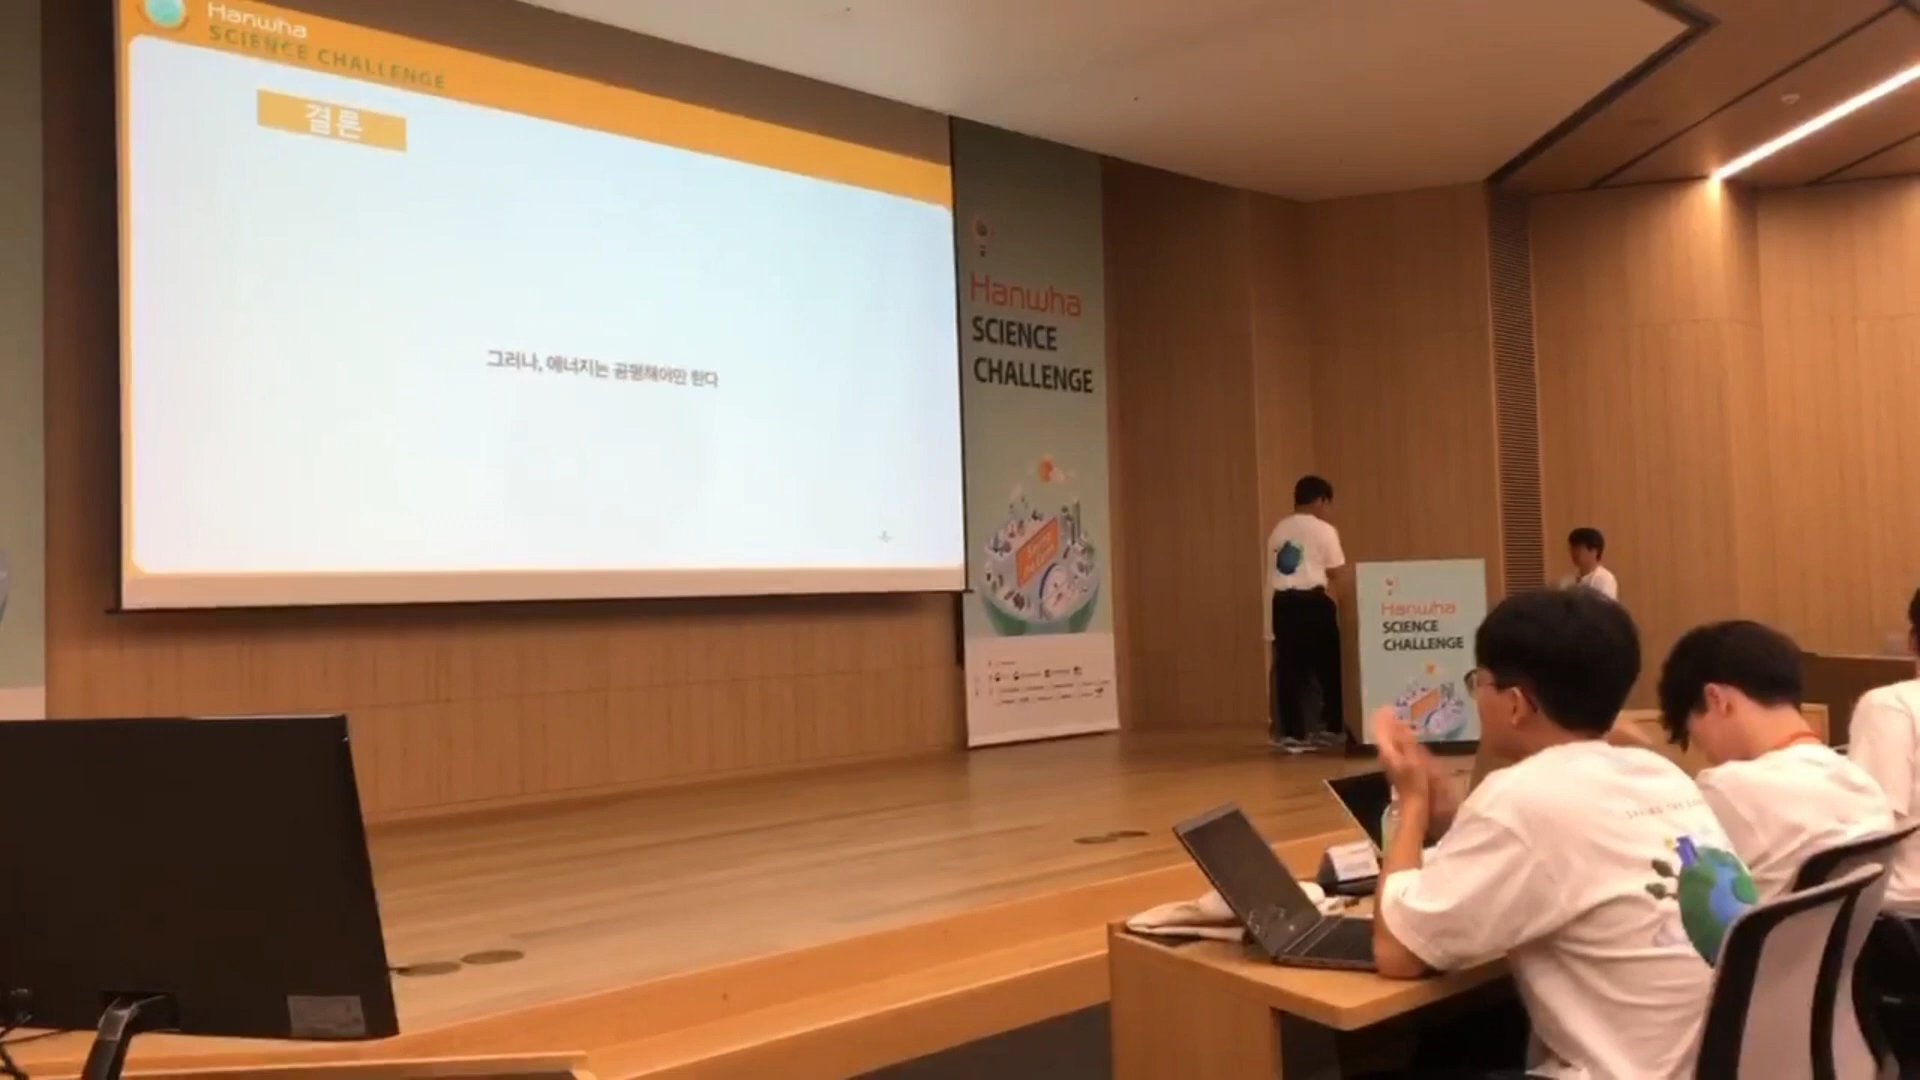 Hanwha
SCIENCE CHALLENGE
결론
그러나, 에너지는 공평해야만 한다
Hanwha
SCIENCE
CHALLENGE
Hanwha
SCIENCE
CHALLENGE